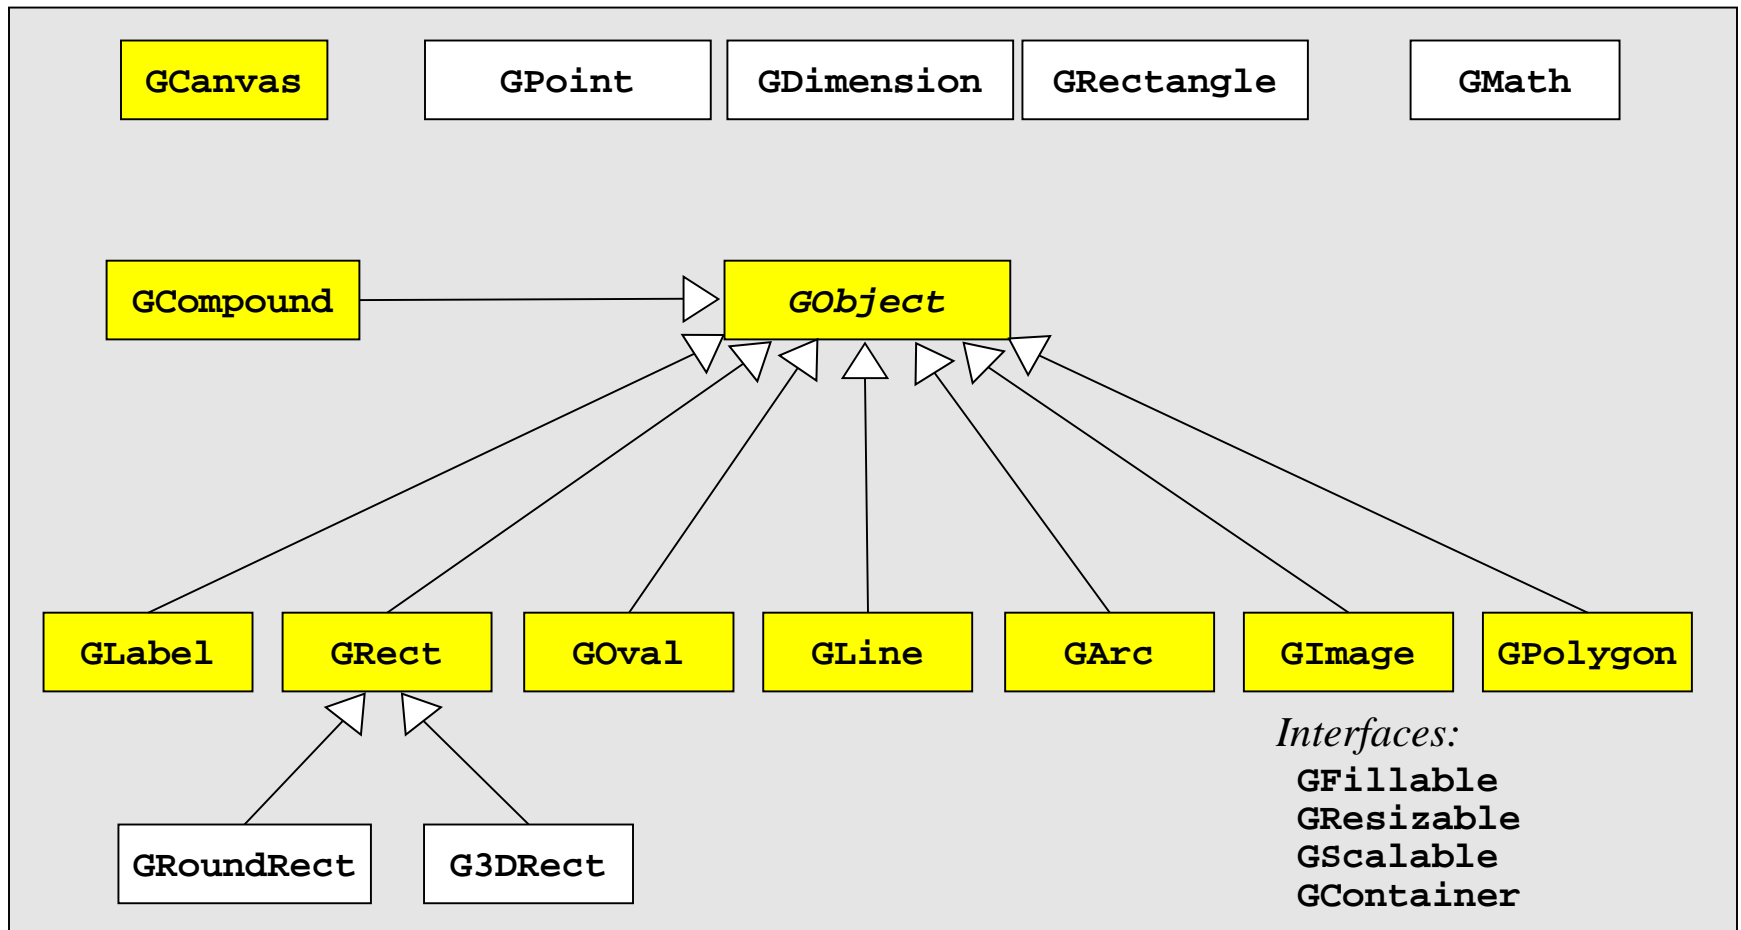 GCanvas GPoint GDimension GRectangle GMath
GCompound GObject
GLabel GRect GOval GLine GArc GImage GPolygon
GRoundRect G3DRect
Interfaces:
GFillable
GResizable
GScalable
GContainer